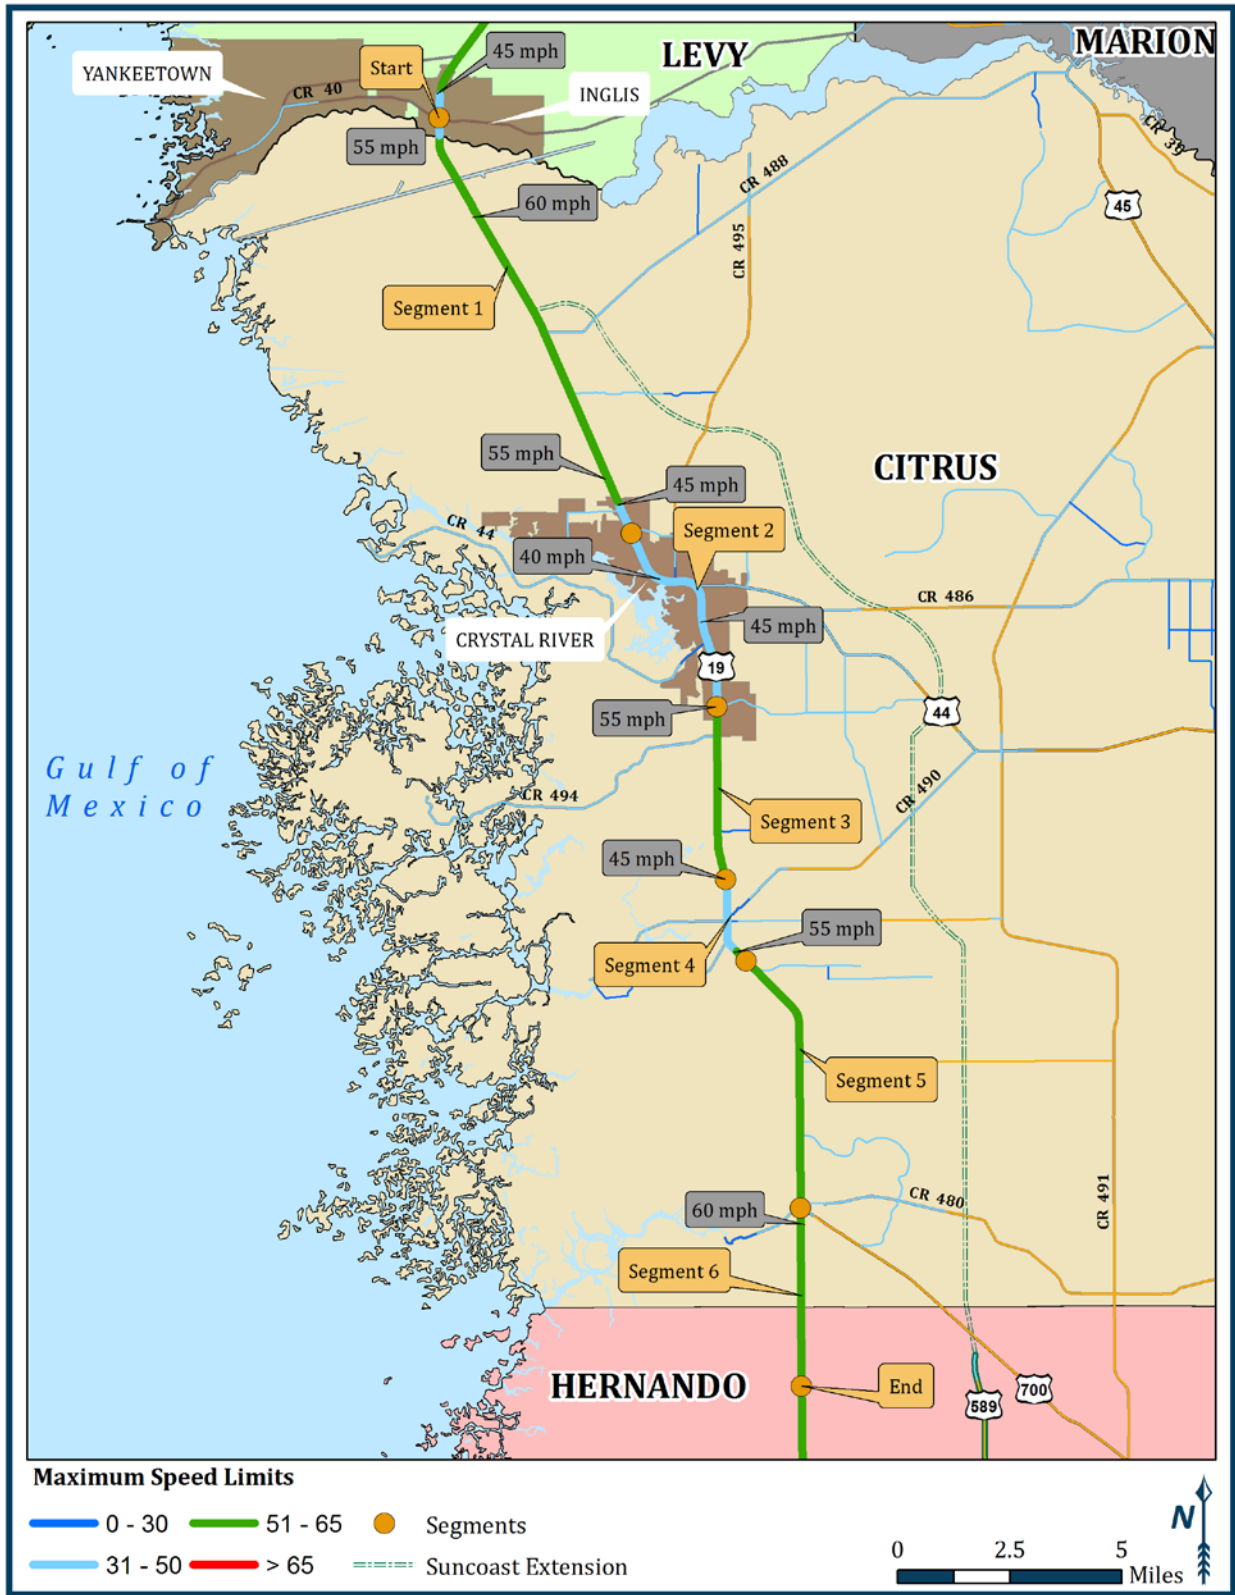 MARION
LEVY
45 mph
Start
YANKEETOWN
CR 40
INGLIS
CR 39
55 mph
CR 488
60 mph
45
CR 495
Segment 1
55 mph
CITRUS
45 mph
CR 44
Segment 2
40 mph
CR 486
CRYSTAL RIVER
45 mph
19
55 mph
44
Gulf of
Mexico
CR 494
CR 490
Segment 3
45 mph
55 mph
Segment 4
Segment 5
CR 491
CR 480
60 mph
Segment 6
HERNANDO
End
700
589
Maximum Speed Limits
0 - 30
51 - 65
Segments
31 - 50
> 65
Suncoast Extension
0 2.5 5
Miles
N